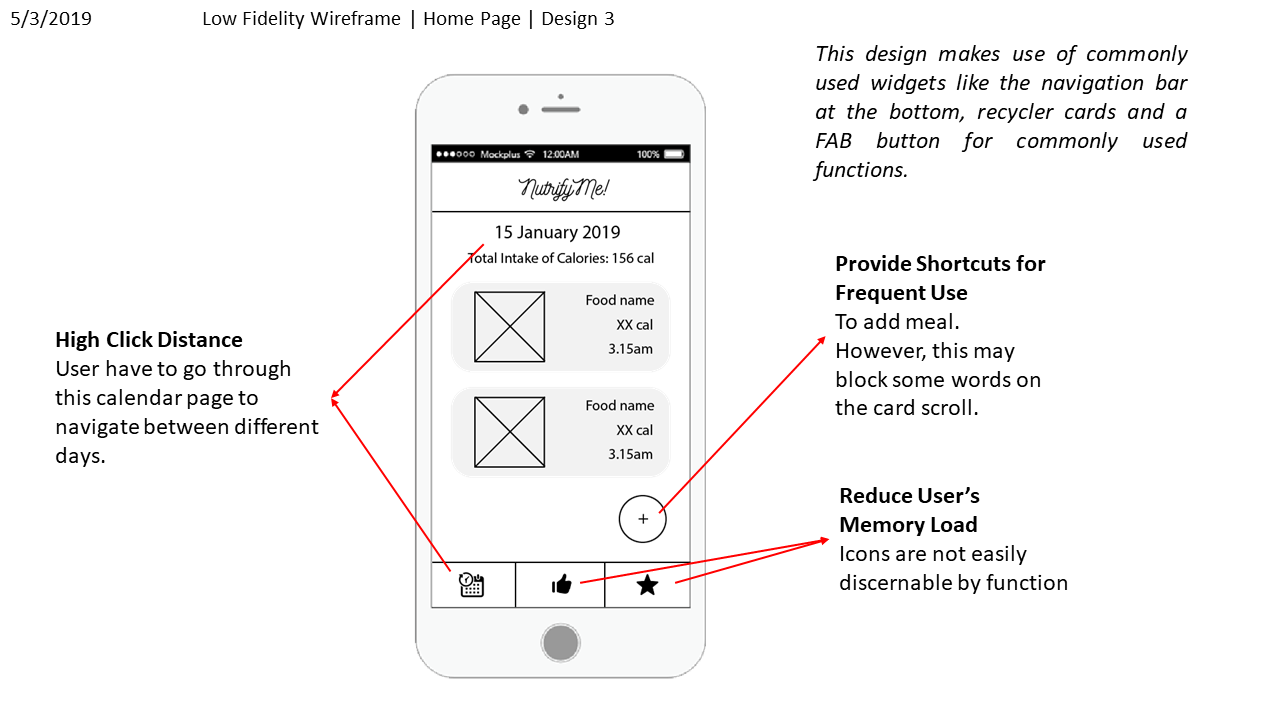 5/3/2019
Low Fidelity Wireframe | Home Page | Design 3
This design makes use of commonly
used widgets like the navigation bar
at the bottom, recycler cards and a
FAB button for commonly used
functions.
Mockplus 12:00AM 100%
NutrifyMe!
15 January 2019
Total Intake of Calories: 156 cal
Food name
XX cal
3.15am
Food name
XX cal
3.15am
+
High Click Distance
User have to go through
this calendar page to
navigate between different
days.
Provide Shortcuts for
Frequent Use
To add meal.
However, this may
block some words on
the card scroll.
Reduce User’s
Memory Load
Icons are not easily
discernable by function